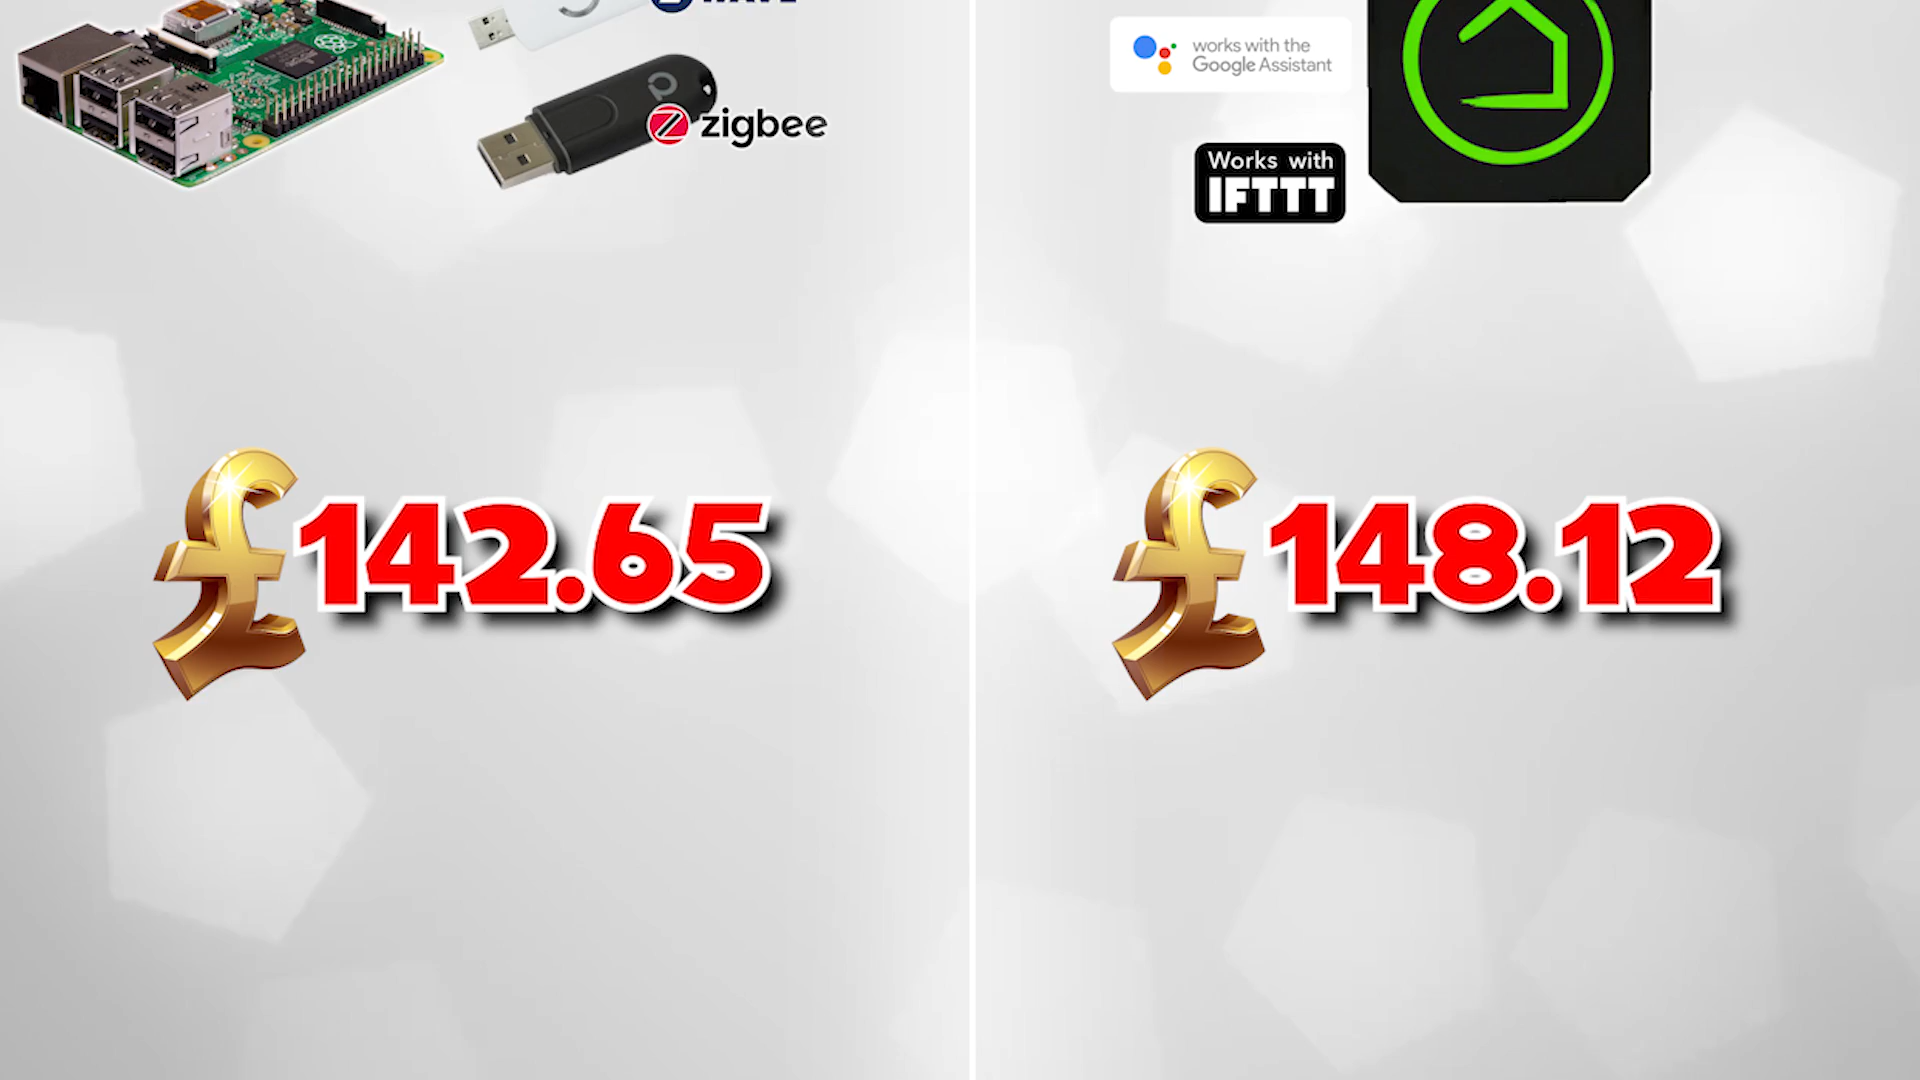 zigbee
£142.65
works with the
Google Assistant
Works with
IFTTT
£148.12